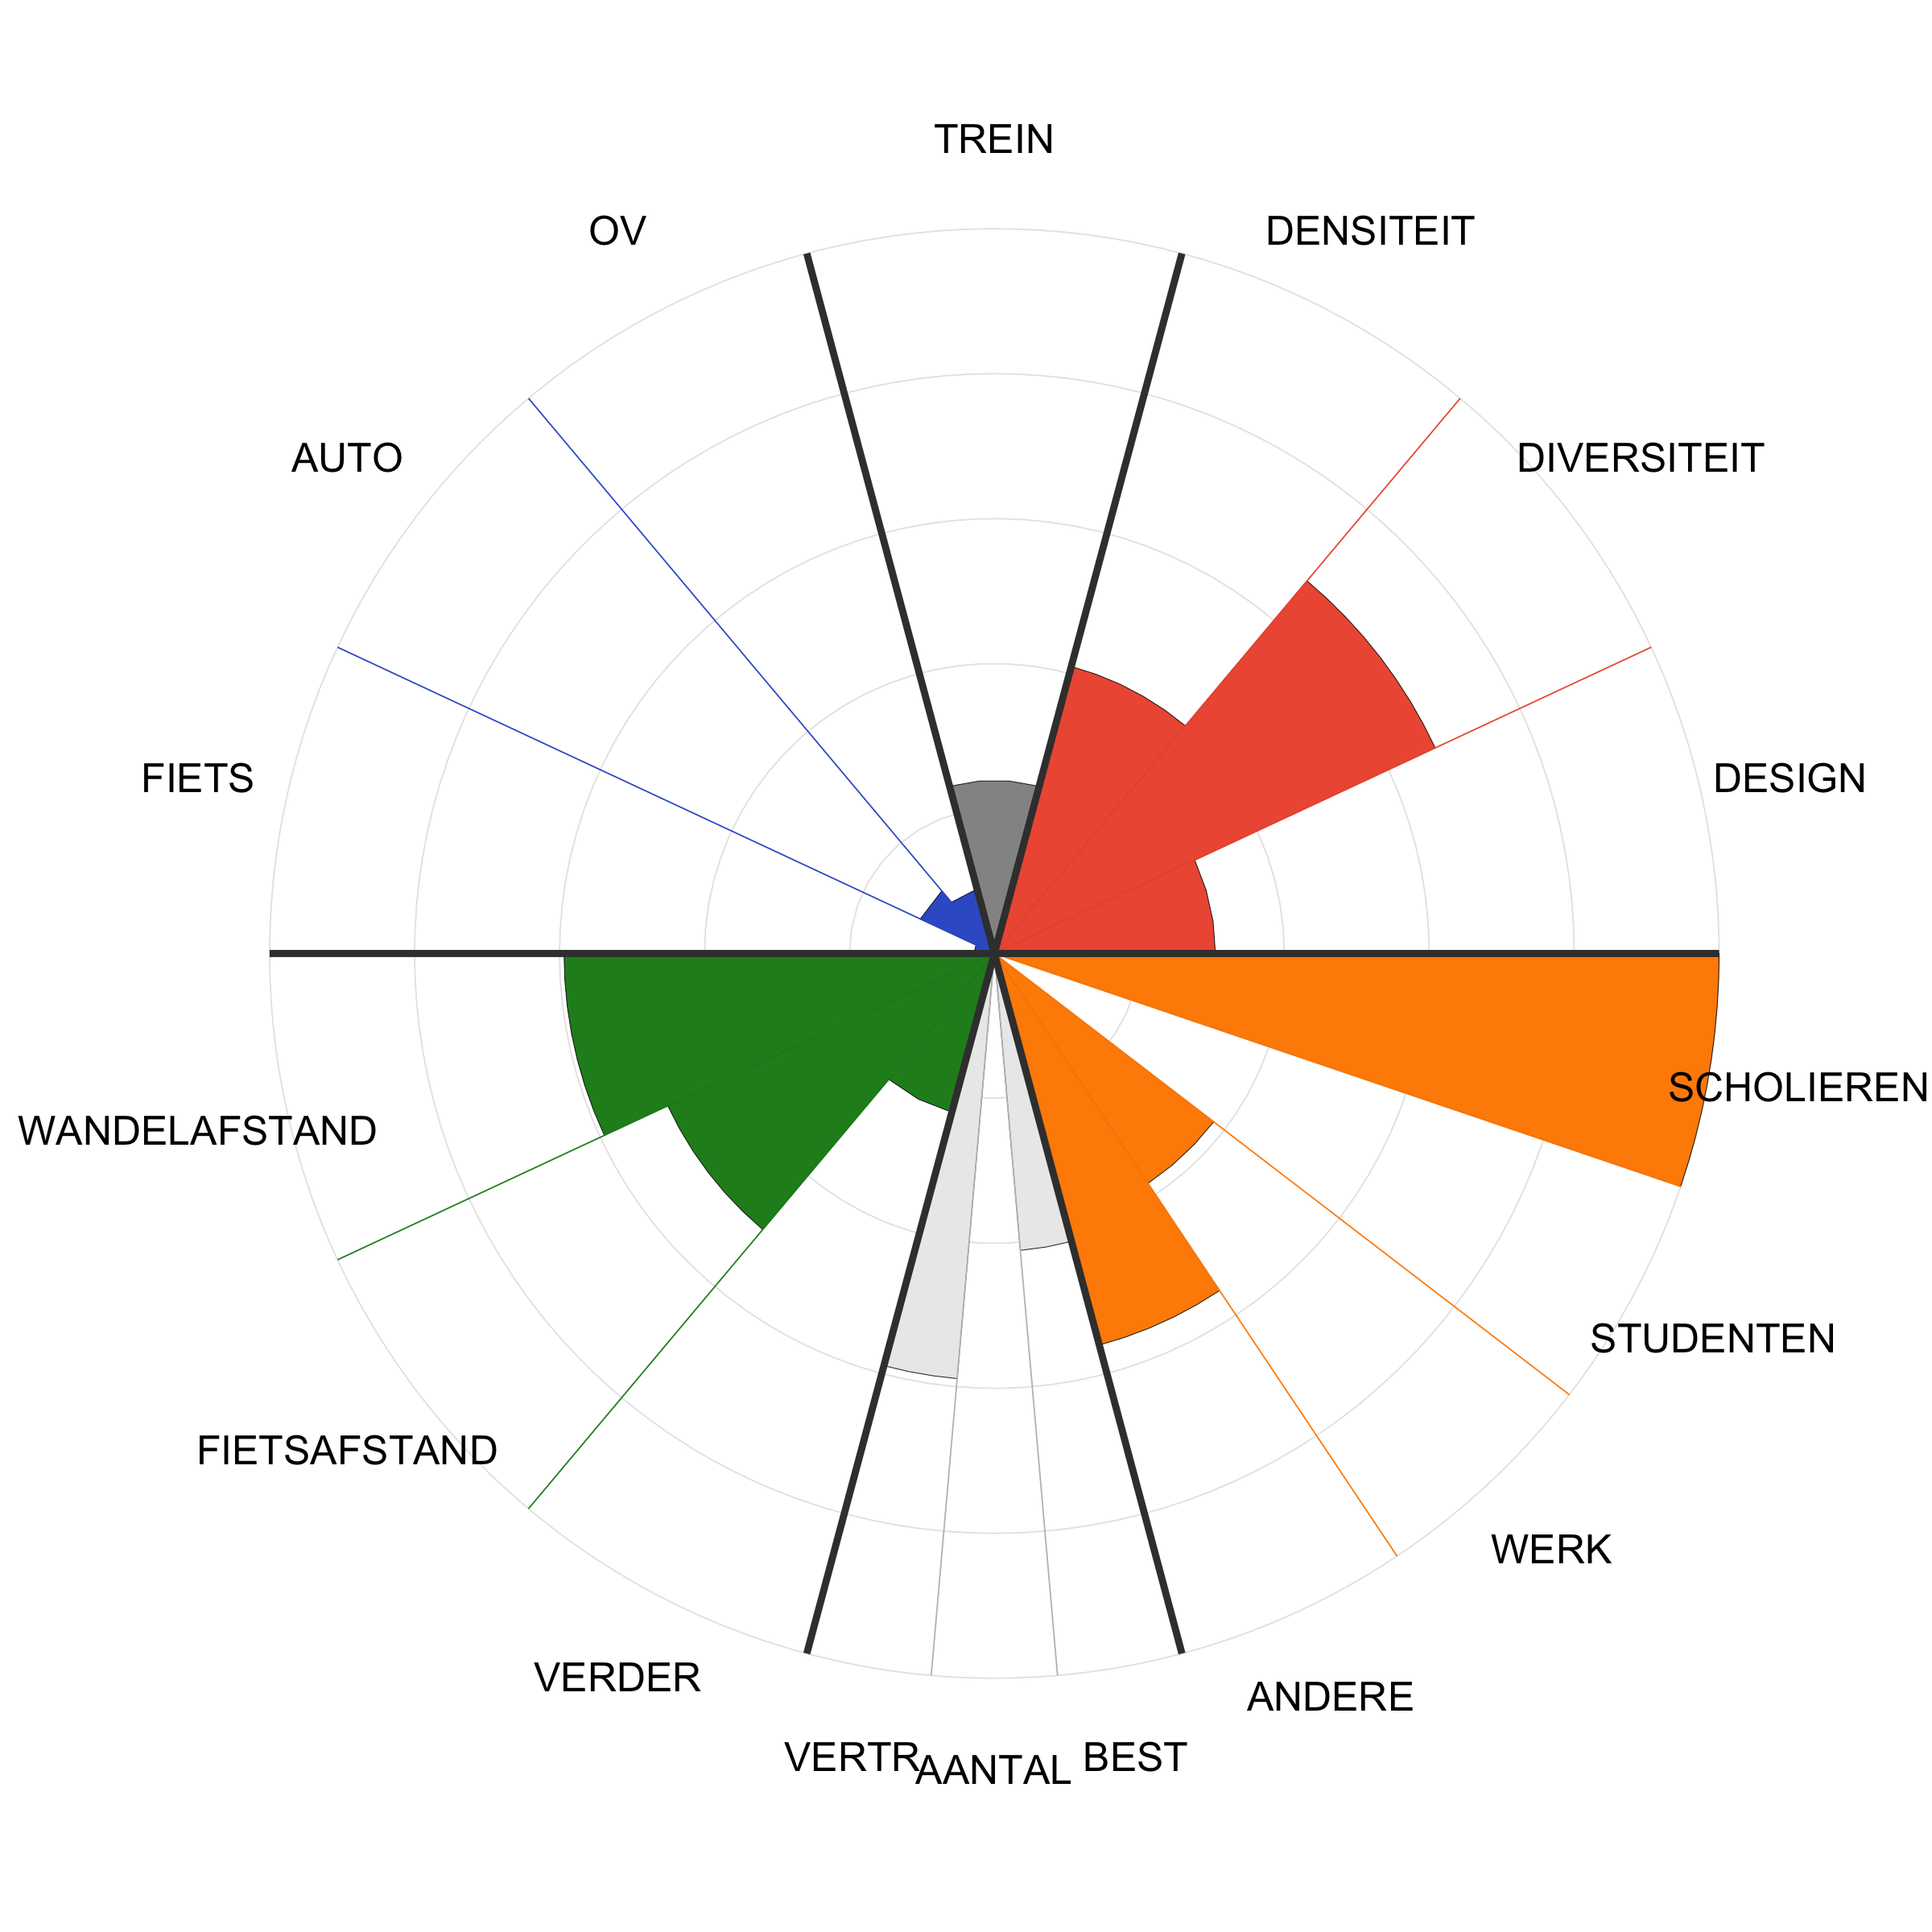 TREIN
OV
DENSITEIT
AUTO
DIVERSITEIT
FIETS
DESIGN
SCHOLIEREN
WANDELAFSTAND
STUDENTEN
FIETSAFSTAND
WERK
VERDER
ANDERE
VERTR
AANTAL
BEST